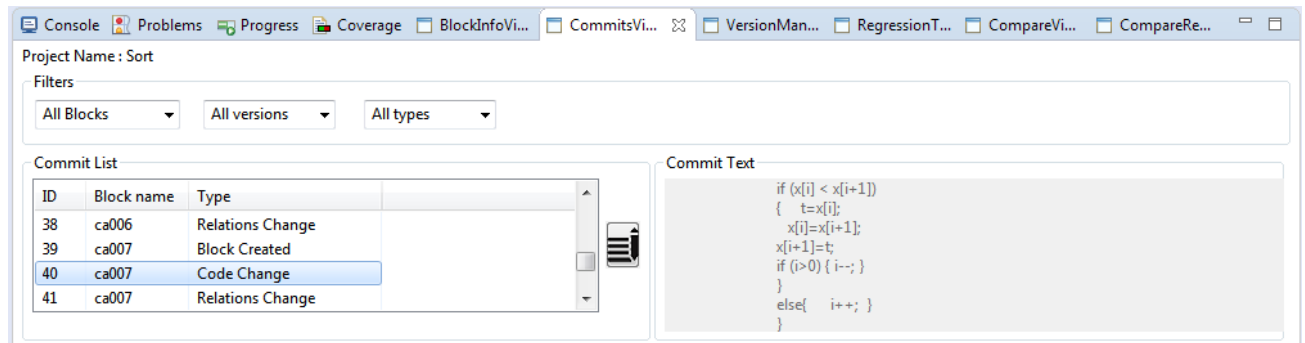 Console Problems Progress Coverage BlockInfoVi... CommitsVi... VersionMan... RegressionT... CompareVi... CompareRe...
Project Name : Sort
Filters
All Blocks All versions All types
Commit List
ID Block name Type
38 ca006 Relations Change
39 ca007 Block Created
40 ca007 Code Change
41 ca007 Relations Change
Commit Text
if (x[i] < x[i+1])
{ t=x[i];
x[i]=x[i+1];
x[i+1]=t;
if (i>0) { i--; }
}
else{ i++; }
}